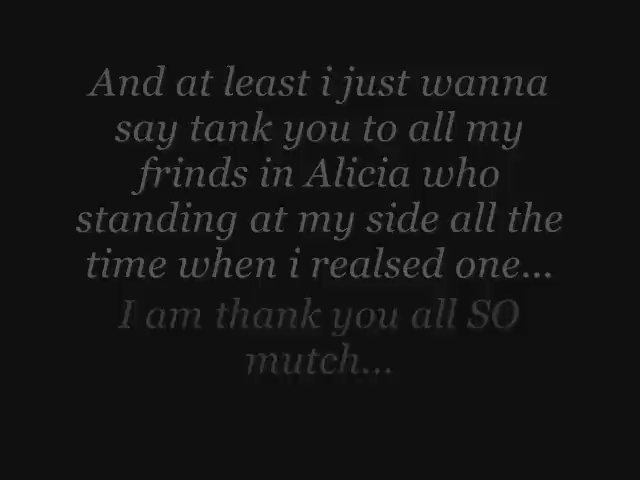 And at least i just wanna
say tank you to all my
frinds in Alicia who
standing at my side all the
time when i realsed one...
I am thank you all SO
mutch...